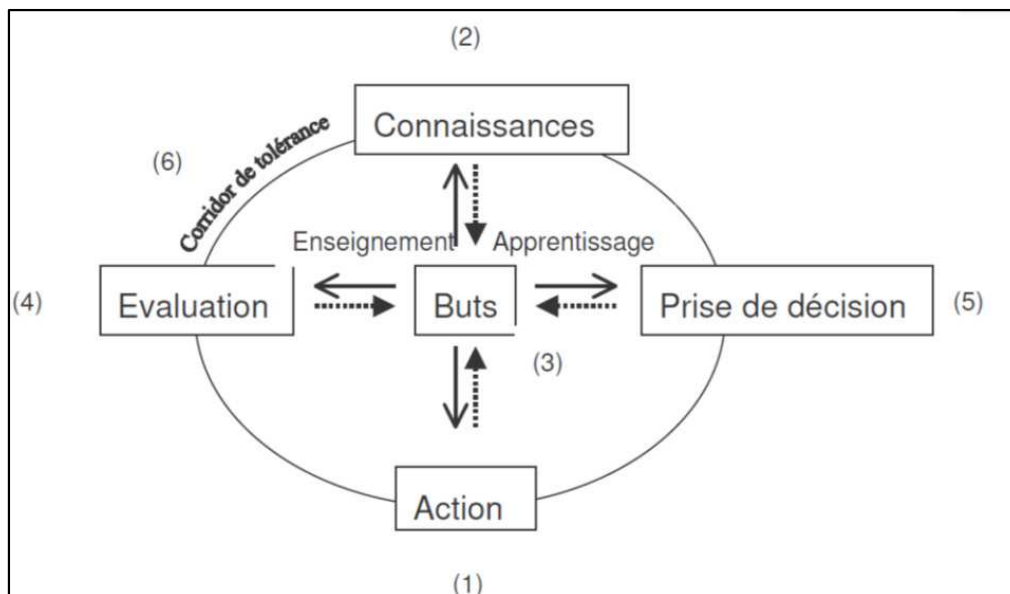 (2)
Connaissances
(6)
Corridor de tolérance
Enseignement
Apprentissage
(4)
Evaluation
Buts
Prise de décision
(5)
(3)
Action
(1)